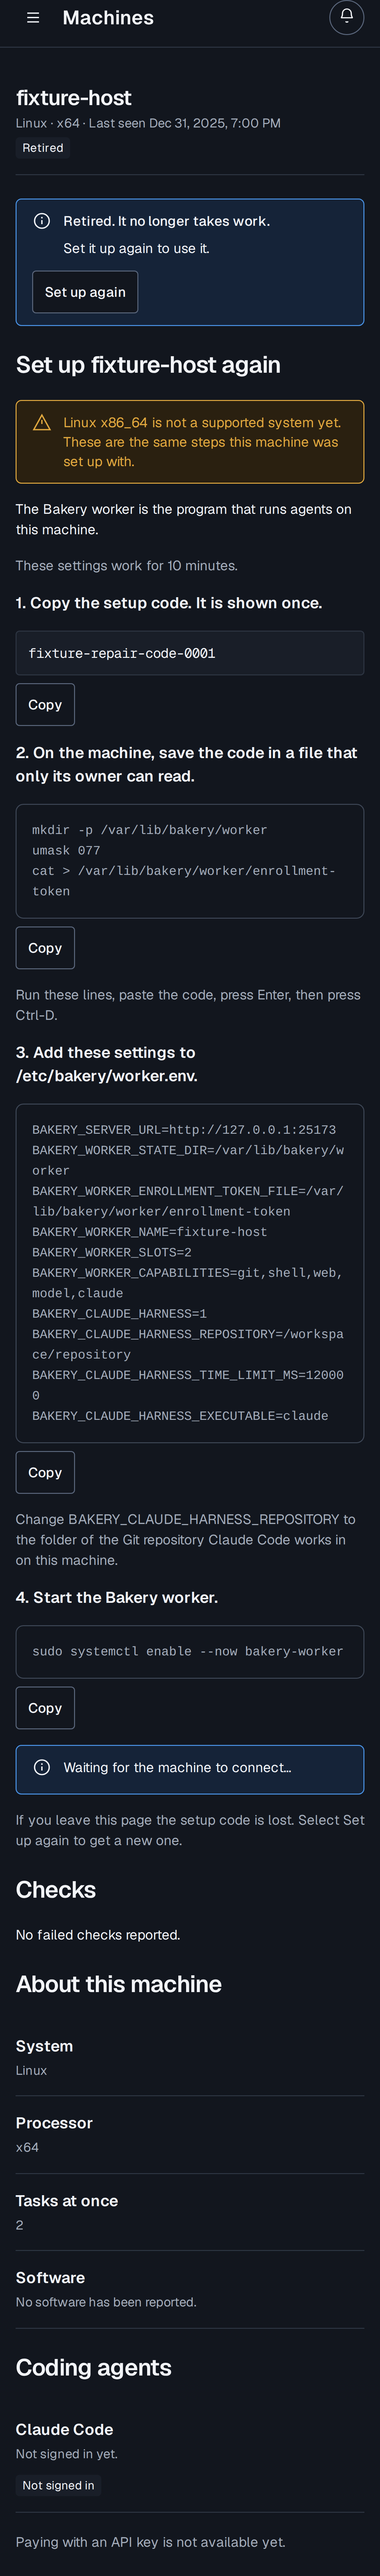 Machines
fixture-host
Linux · x64 · Last seen Dec 31, 2025, 7:00 PM
Retired
Retired. It no longer takes work.
Set it up again to use it.
Set up again
Set up fixture-host again
Linux x86_64 is not a supported system yet.
These are the same steps this machine was
set up with.
The Bakery worker is the program that runs agents on
this machine.
These settings work for 10 minutes.
1. Copy the setup code. It is shown once.
fixture-repair-code-0001
Copy
2. On the machine, save the code in a file that
only its owner can read.
mkdir -p /var/lib/bakery/worker
umask 077
cat > /var/lib/bakery/worker/enrollment-
token
Copy
Run these lines, paste the code, press Enter, then press
Ctrl-D.
3. Add these settings to
/etc/bakery/worker.env.
BAKERY_SERVER_URL=http://127.0.0.1:25173
BAKERY_WORKER_STATE_DIR=/var/lib/bakery/w
orker
BAKERY_WORKER_ENROLLMENT_TOKEN_FILE=/var/
lib/bakery/worker/enrollment-token
BAKERY_WORKER_NAME=fixture-host
BAKERY_WORKER_SLOTS=2
BAKERY_WORKER_CAPABILITIES=git,shell,web,
model,claude
BAKERY_CLAUDE_HARNESS=1
BAKERY_CLAUDE_HARNESS_REPOSITORY=/workspa
ce/repository
BAKERY_CLAUDE_HARNESS_TIME_LIMIT_MS=12000
0
BAKERY_CLAUDE_HARNESS_EXECUTABLE=claude
Copy
Change BAKERY_CLAUDE_HARNESS_REPOSITORY to
the folder of the Git repository Claude Code works in
on this machine.
4. Start the Bakery worker.
sudo systemctl enable --now bakery-worker
Copy
Waiting for the machine to connect…
If you leave this page the setup code is lost. Select Set
up again to get a new one.
Checks
No failed checks reported.
About this machine
System
Linux
Processor
x64
Tasks at once
2
Software
No software has been reported.
Coding agents
Claude Code
Not signed in yet.
Not signed in
Paying with an API key is not available yet.